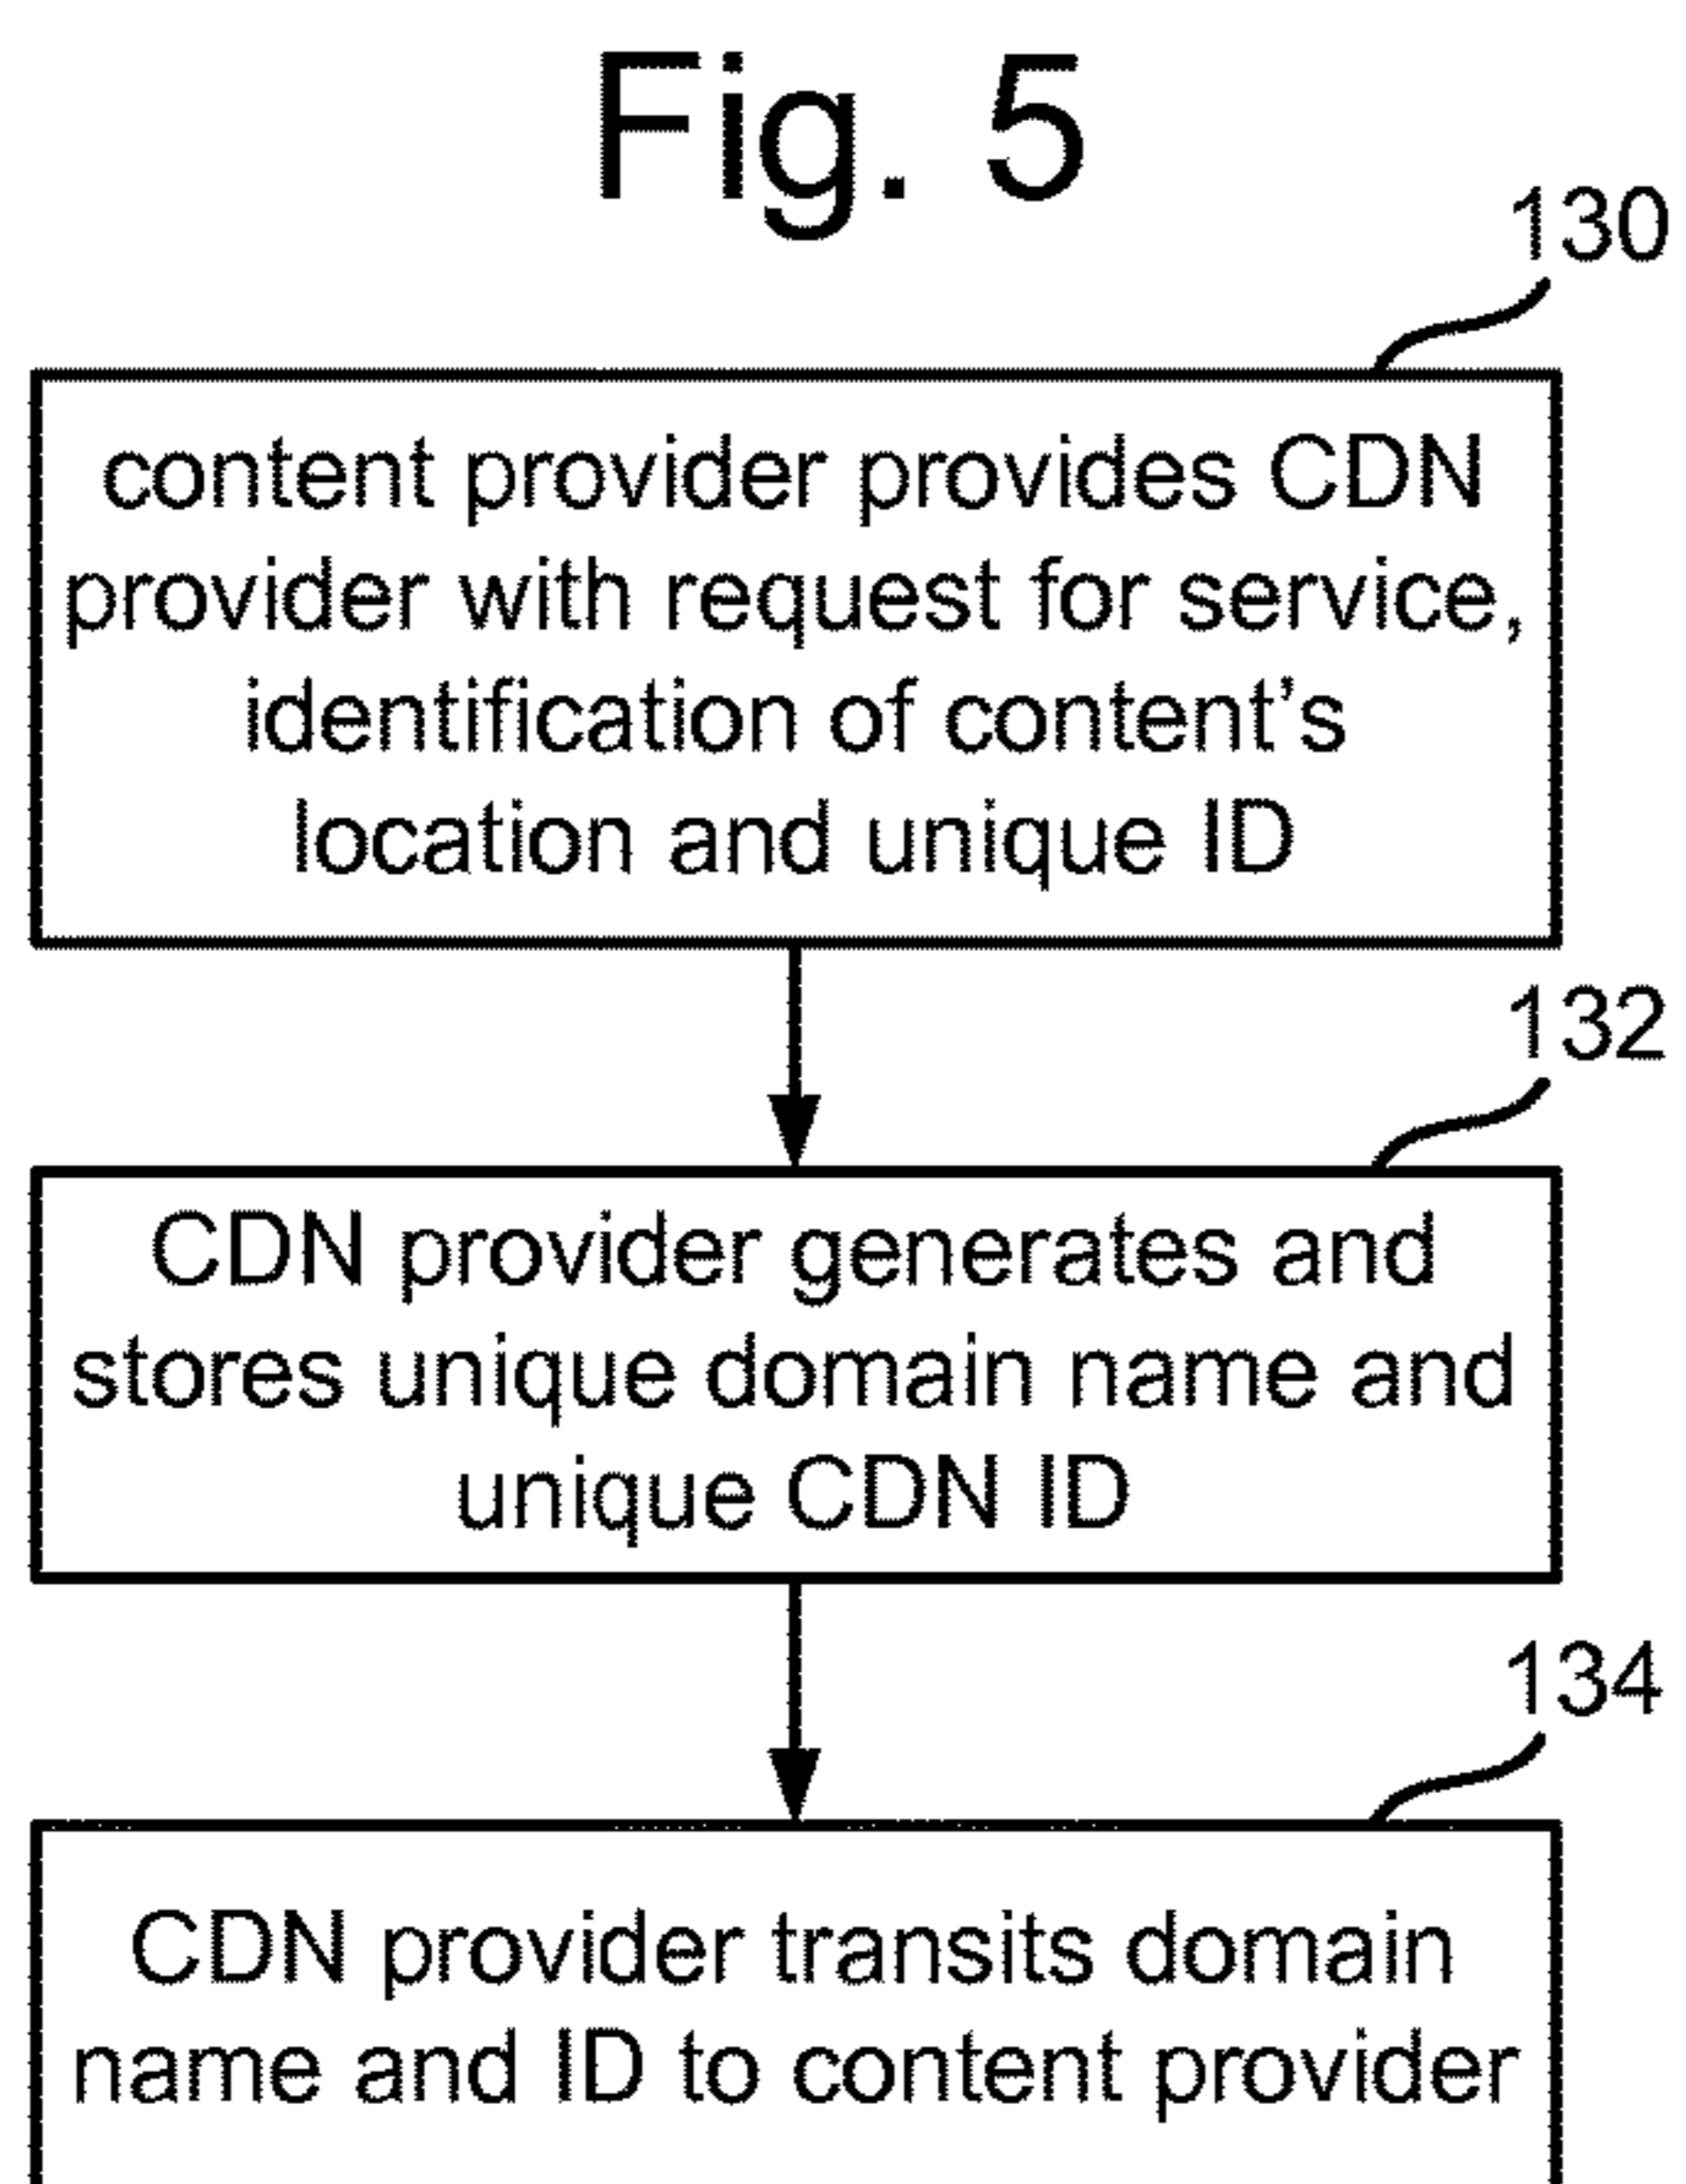 Fig. 5
130
content provider provides CDN
provider with request for service,
identification of content's
location and unique ID
132
CDN provider generates and
stores unique domain name and
unique CDN ID
134
CDN provider transits domain
name and ID to content provider